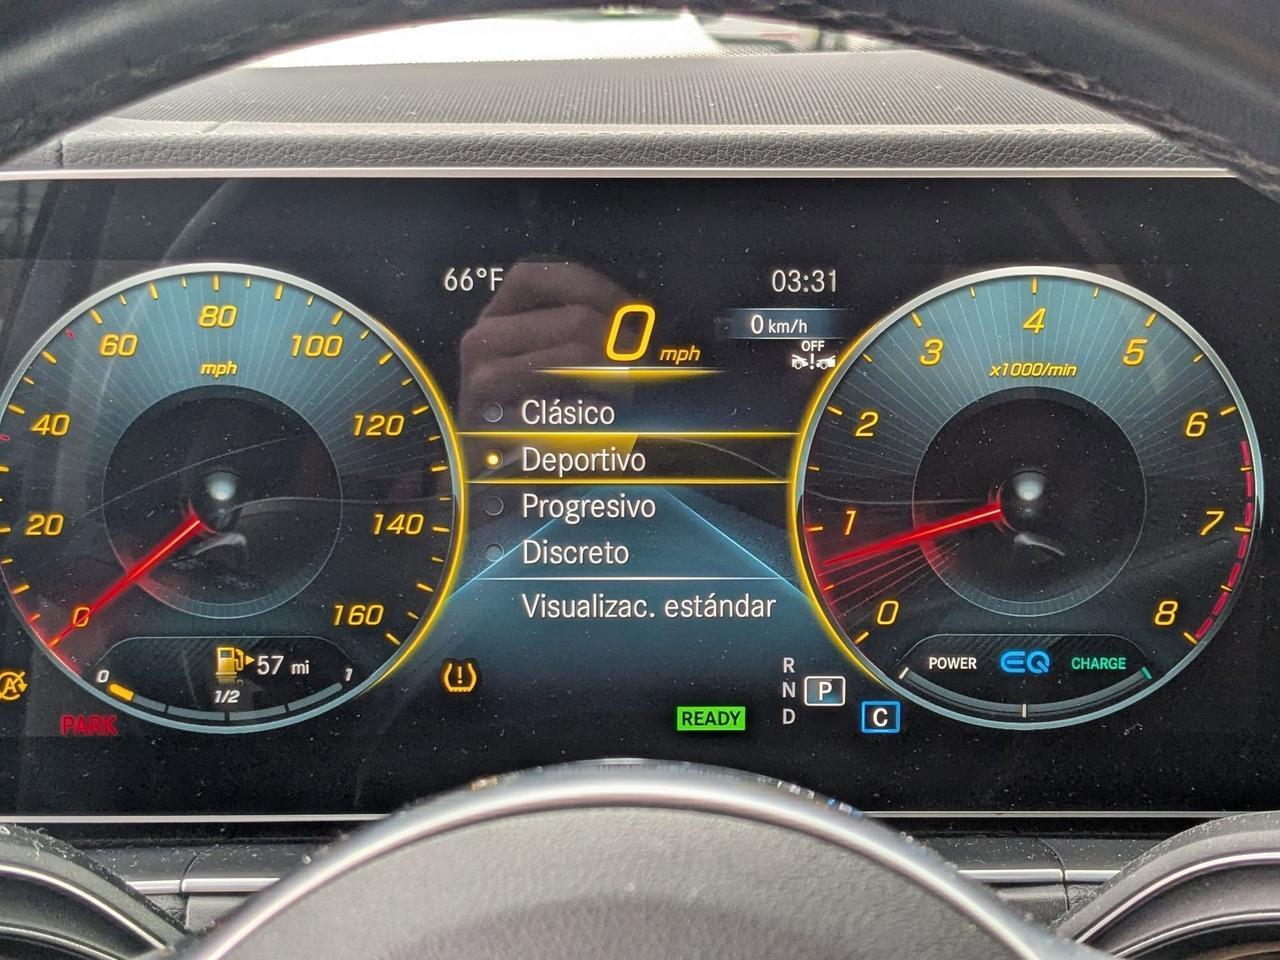 66°F
03:31
0 mph
0 km/h
OFF
Clásico
Deportivo
Progresivo
Discreto
Visualizac. estándar
0
20
40
60
80
100
120
140
160
mph
0
1/2
1
57 mi
PARK
A
READY
R
N
P
D
C
0
1
2
3
4
5
6
7
8
x1000/min
POWER
EQ
CHARGE